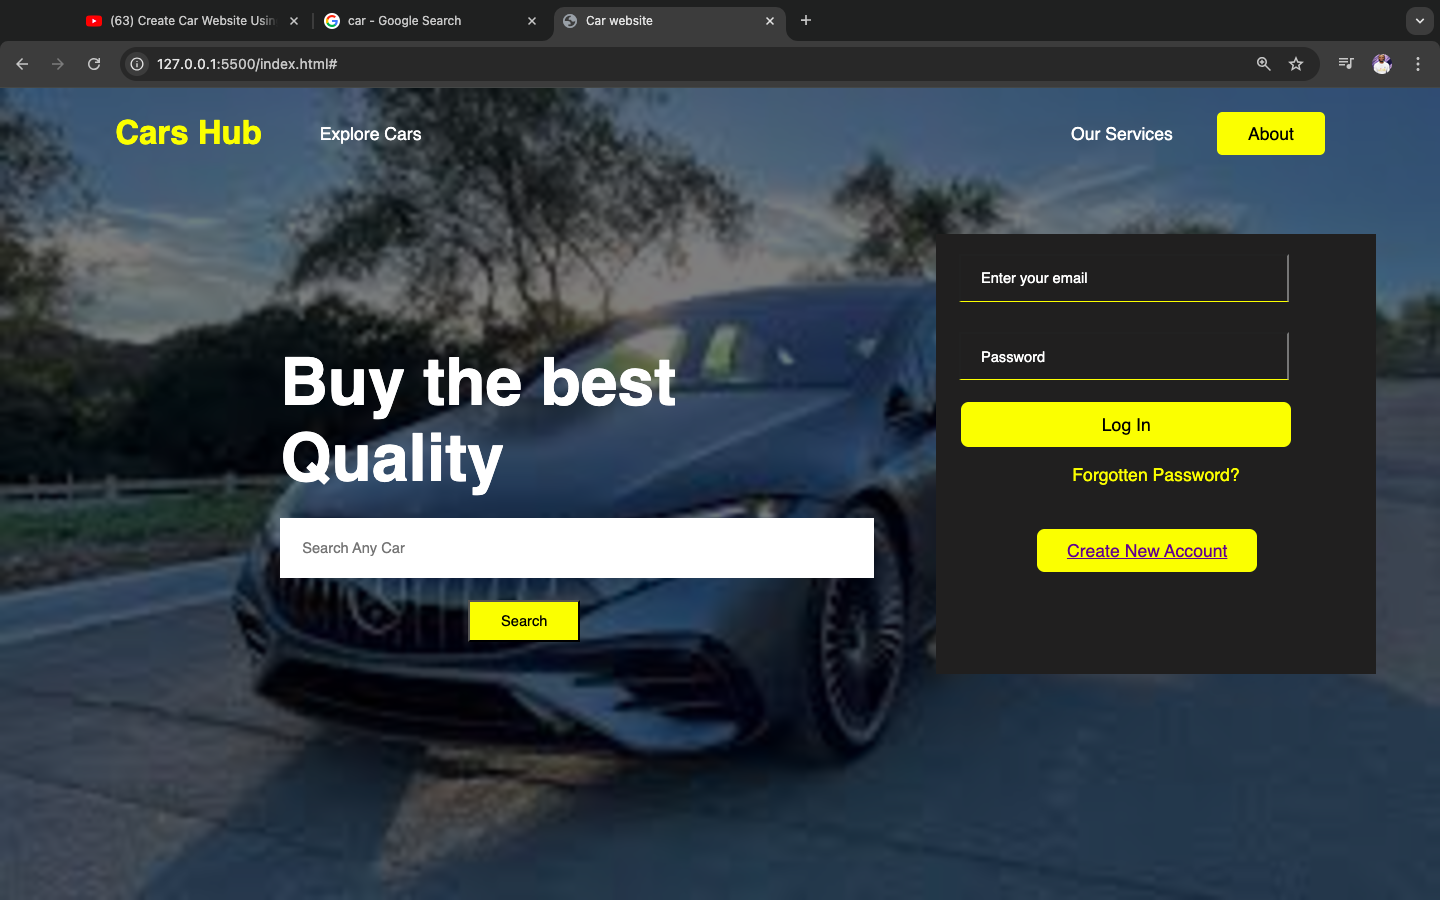 (63) Create Car Website Usin
car - Google Search
Car website
127.0.0.1:5500/index.html#
Cars Hub
Explore Cars
Our Services
About
Enter your email
Password
Log In
Forgotten Password?
Create New Account
Buy the best
Quality
Search Any Car
Search